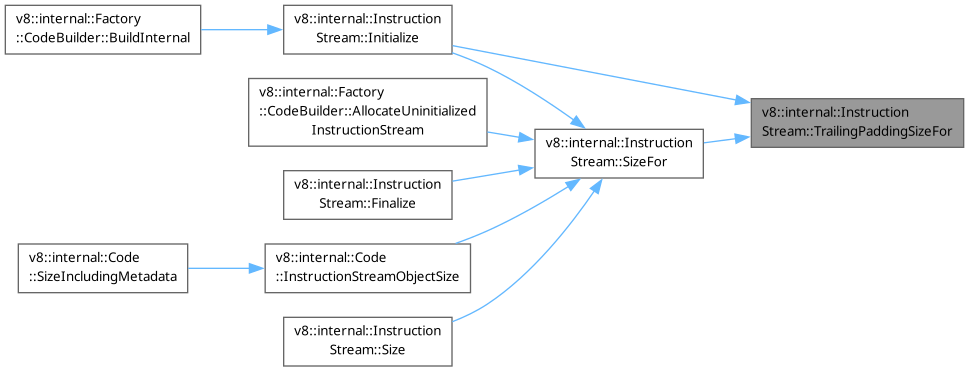 v8::internal::Factory
::CodeBuilder::BuildInternal
v8::internal::Instruction
Stream::Initialize
v8::internal::Factory
::CodeBuilder::AllocateUninitialized
InstructionStream
v8::internal::Instruction
Stream::TrailingPaddingSizeFor
v8::internal::Instruction
Stream::SizeFor
v8::internal::Instruction
Stream::Finalize
v8::internal::Code
::SizeIncludingMetadata
v8::internal::Code
::InstructionStreamObjectSize
v8::internal::Instruction
Stream::Size